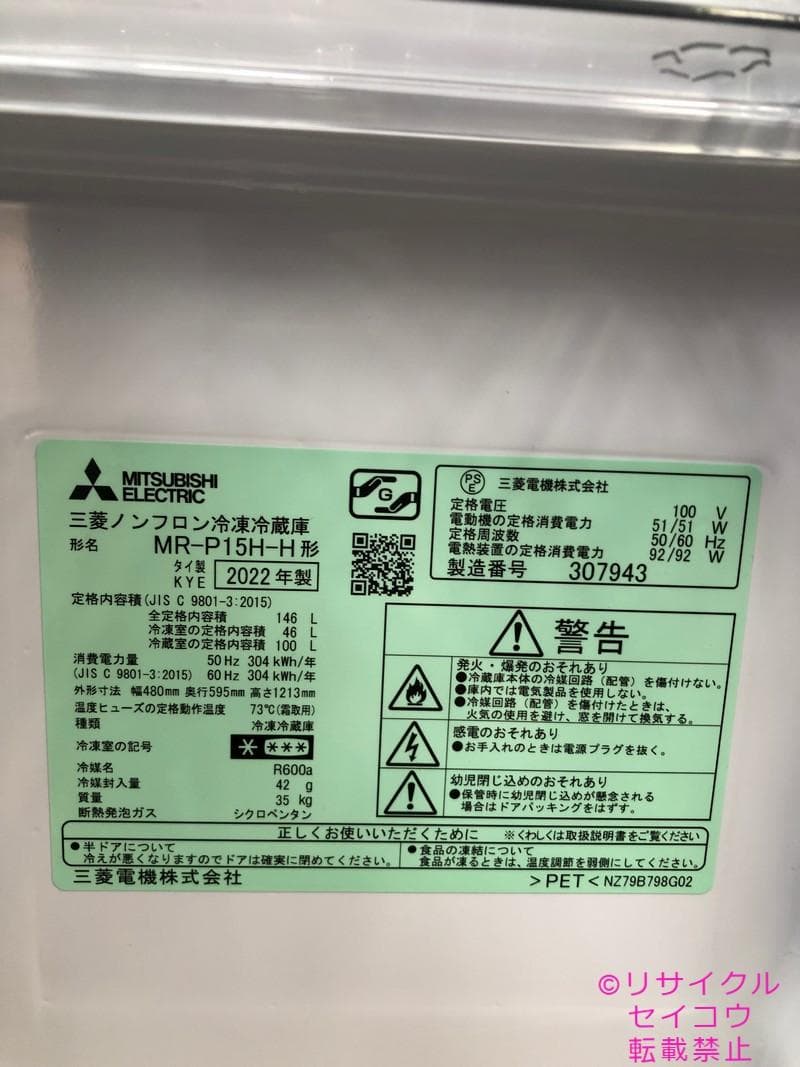 MITSUBISHI
ELECTRIC
三菱ノンフロン冷凍冷蔵庫
形名 MR-P15H-H形
タイ製
KYE 2022年製
定格内容積(JIS C 9801-3:2015)
全定格内容積 146 L
冷凍室の定格内容積 46 L
冷蔵室の定格内容積 100 L
消費電力量 50Hz 304 kWh/年
(JIS C 9801-3:2015) 60Hz 304 kWh/年
外形寸法 幅480mm 奥行595mm 高さ1213mm
温度ヒューズの定格動作温度 73℃(霜取用)
種類 冷凍冷蔵庫
冷凍室の記号 * ***
冷媒名 R600a
冷媒封入量 42 g
質量 35 kg
断熱発泡ガス シクロペンタン
G
PS
E 三菱電機株式会社
定格電圧 100 V
電動機の定格消費電力 51/51 W
定格周波数 50/60 Hz
電熱装置の定格消費電力 92/92 W
製造番号 307943
警告
発火・爆発のおそれあり
●冷蔵庫本体の冷媒回路(配管)を傷付けない。
●庫内では電気製品を使用しない。
●冷媒回路(配管)を傷付けたときは、
火気の使用を避け、窓を開けて換気する。
感電のおそれあり
●お手入れのときは電源プラグを抜く。
幼児閉じ込めのおそれあり
●保管時に幼児閉じ込めが懸念される
場合はドアパッキングをはずす。
正しくお使いいただくために ※くわしくは取扱説明書をご覧ください
●半ドアについて
冷えが悪くなりますのでドアは確実に閉めてください。
●食品の凍結について
食品が凍るときは、温度調節を弱側にしてください。
三菱電機株式会社 >PET< NZ79B798G02
©リサイクル
セイコウ
転載禁止